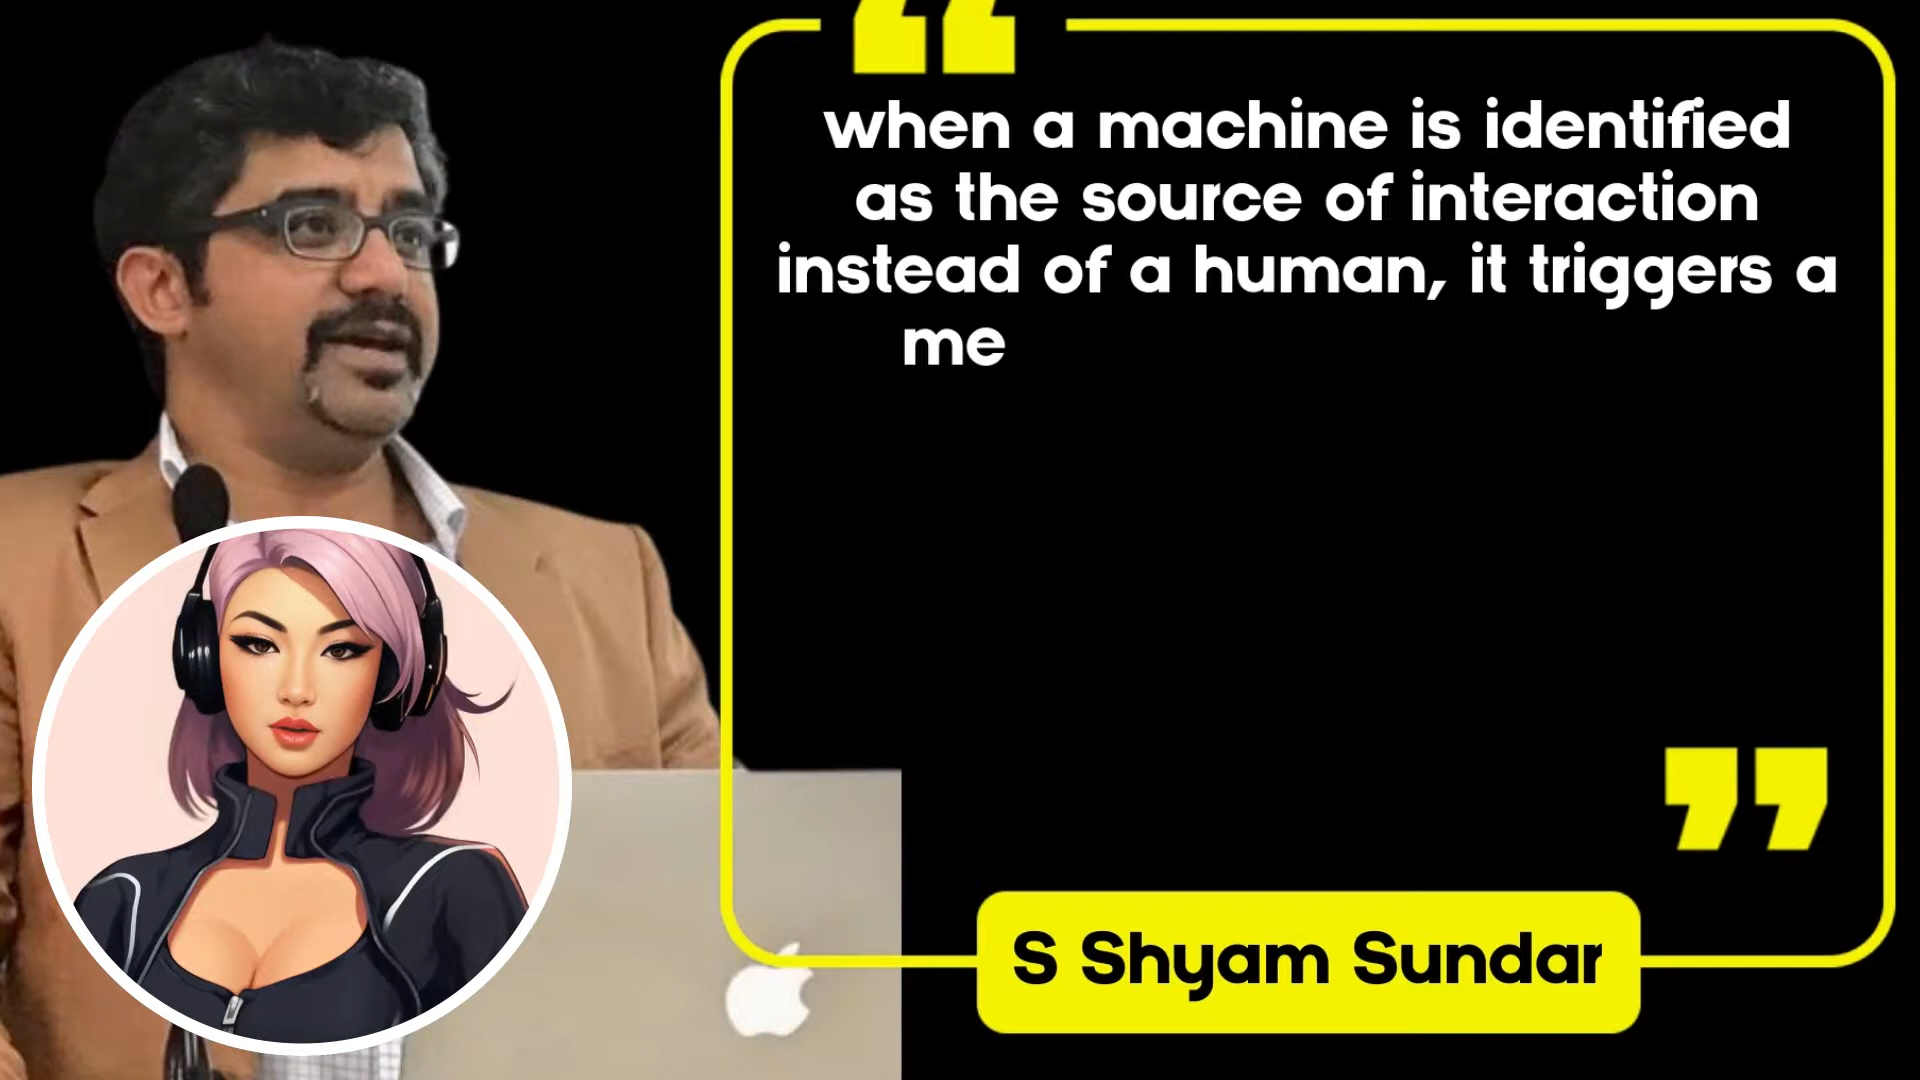 when a machine is identified
as the source of interaction
instead of a human, it triggers a
me
S Shyam Sundar